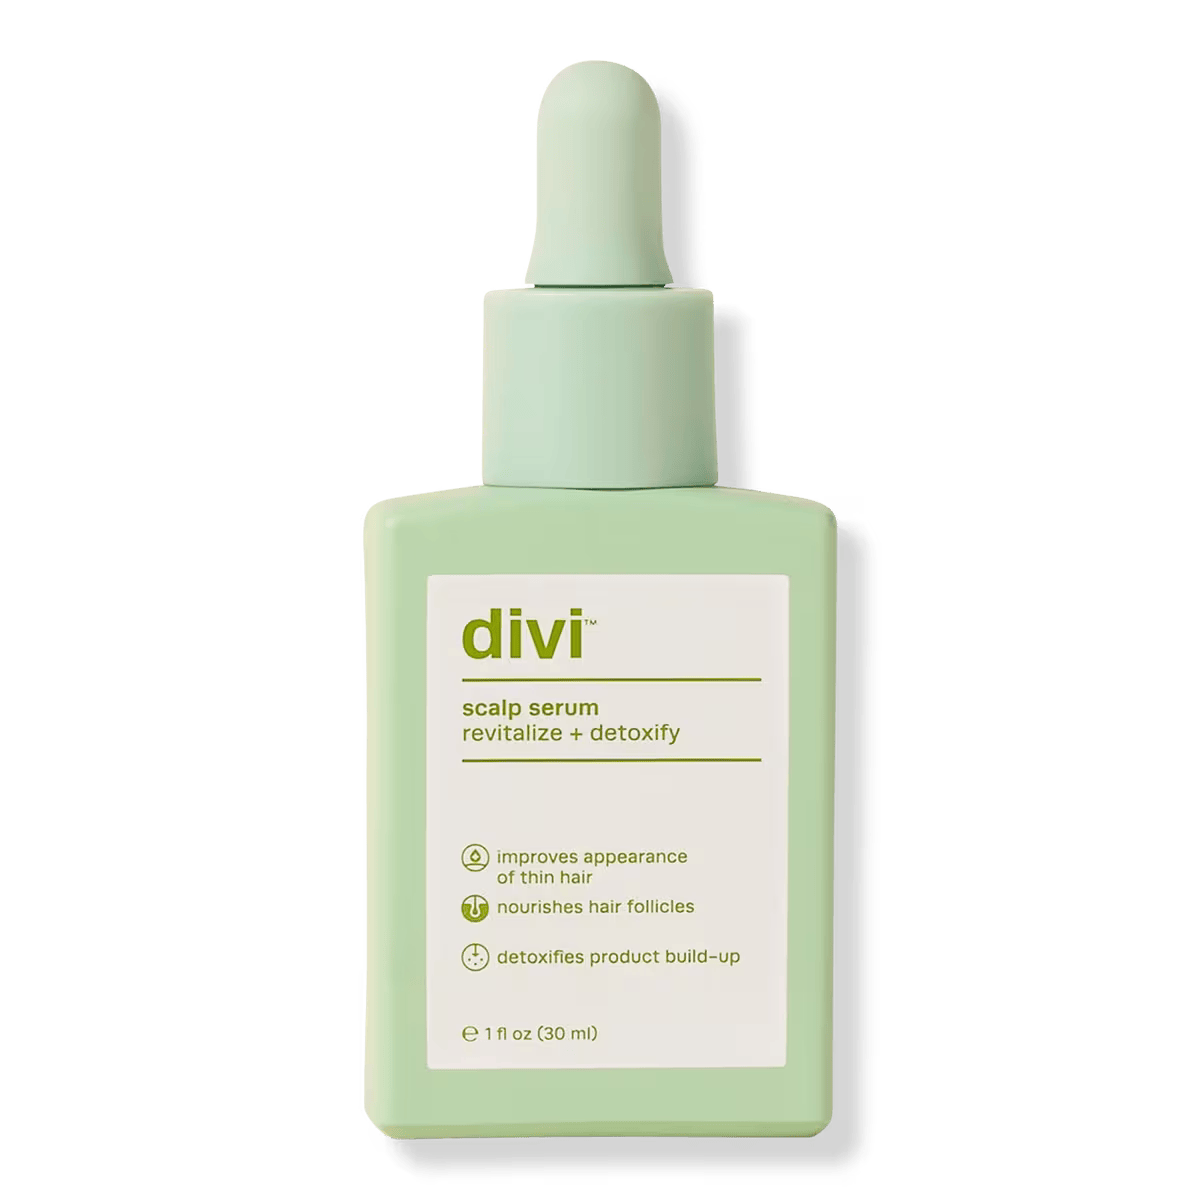 divi™
scalp serum
revitalize + detoxify
improves appearance
of thin hair
nourishes hair follicles
detoxifies product build-up
℮ 1 fl oz (30 ml)